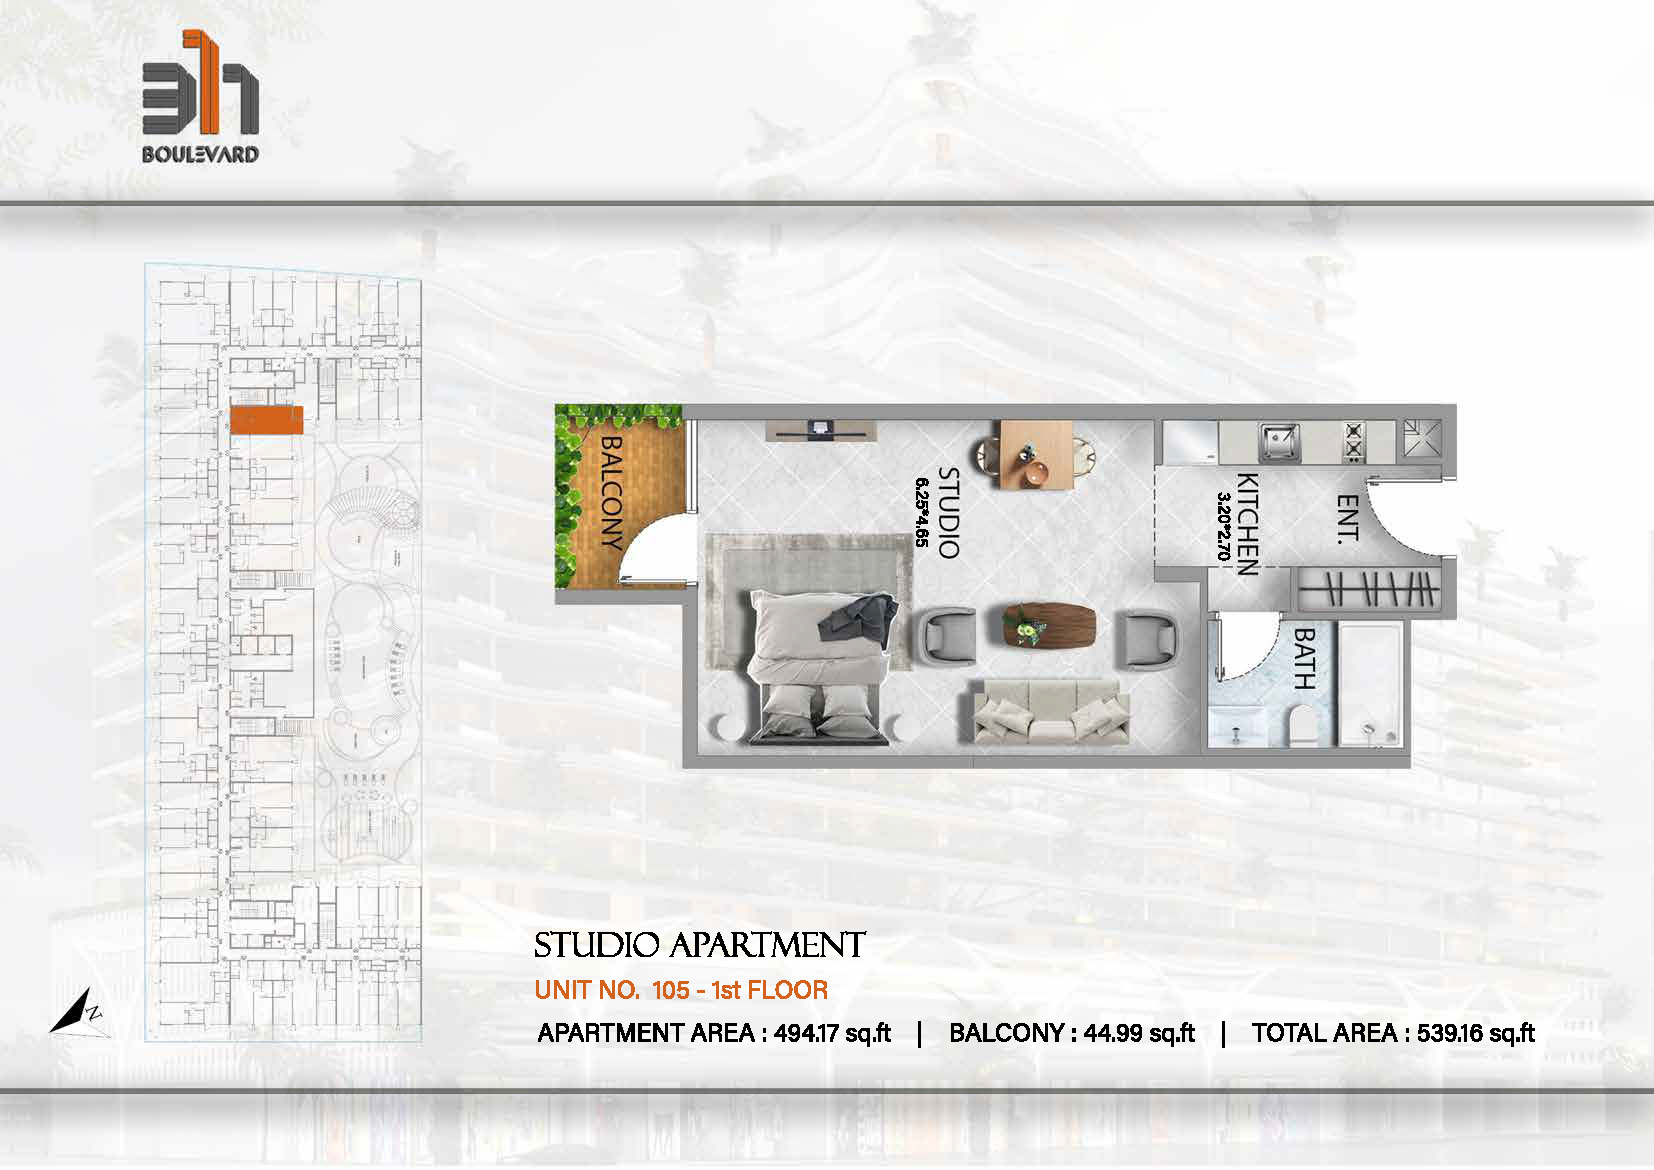 311
BOULEVARD
BALCONY
STUDIO
6.25*4.65
KITCHEN
3.20*2.70
ENT.
BATH
N
STUDIO APARTMENT
UNIT NO. 105 - 1st FLOOR
APARTMENT AREA : 494.17 sq.ft | BALCONY : 44.99 sq.ft | TOTAL AREA : 539.16 sq.ft